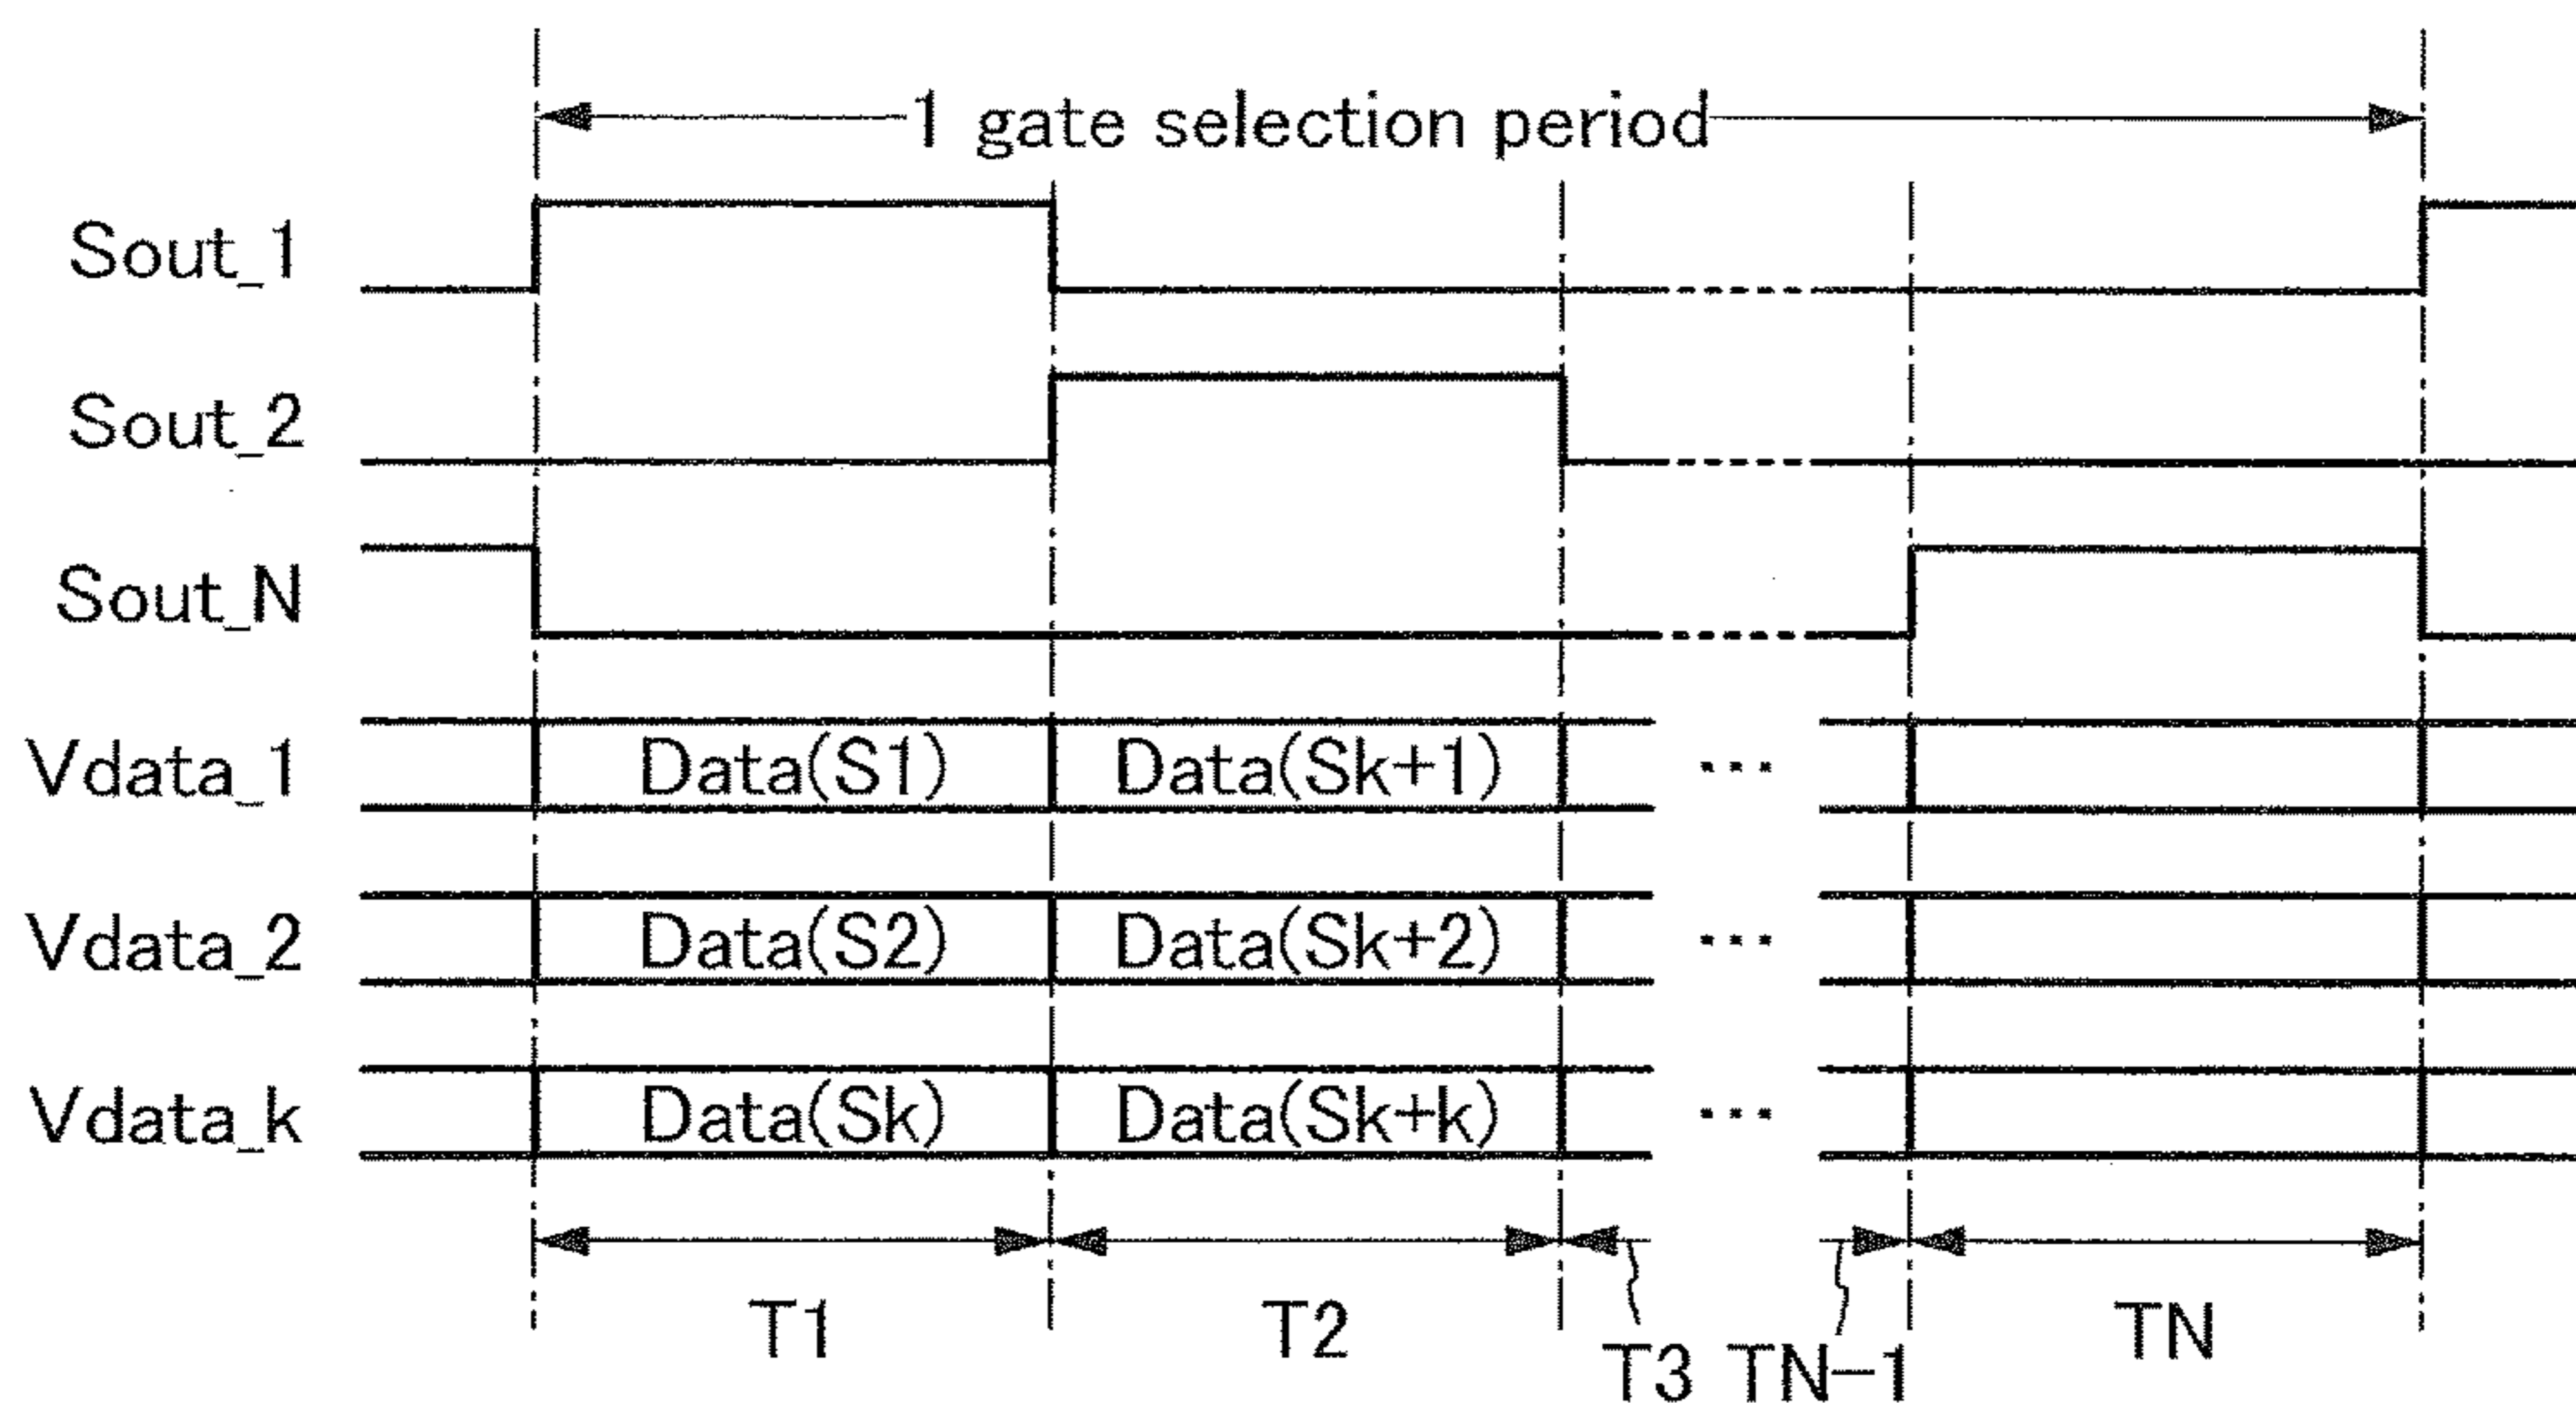 1 gate selection period
Sout_1
Sout_2
Sout_N
Vdata_1 Data(S1) Data(Sk+1) ...
Vdata_2 Data(S2) Data(Sk+2) ...
Vdata_k Data(Sk) Data(Sk+k) ...
T1 T2 T3 TN-1 TN